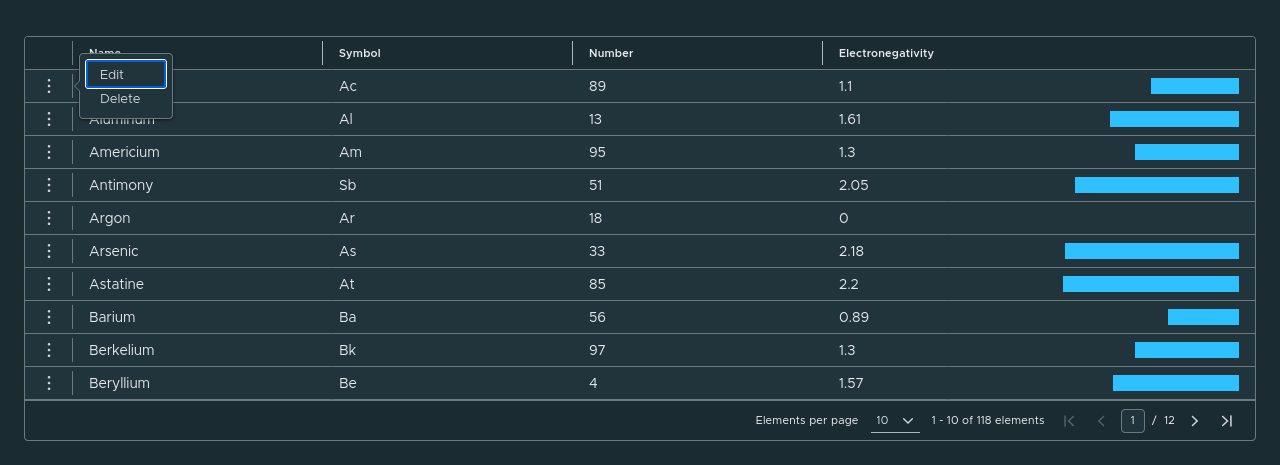 Name Symbol Number Electronegativity
Edit
Delete
Ac 89 1.1
Aluminum Al 13 1.61
Americium Am 95 1.3
Antimony Sb 51 2.05
Argon Ar 18 0
Arsenic As 33 2.18
Astatine At 85 2.2
Barium Ba 56 0.89
Berkelium Bk 97 1.3
Beryllium Be 4 1.57
Elements per page 10 1 - 10 of 118 elements 1 / 12